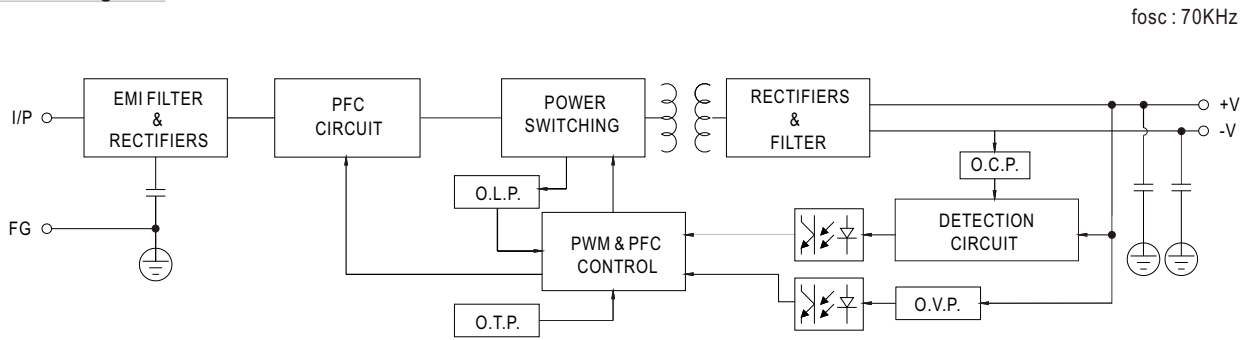 fosc : 70KHz
I/P
EMI FILTER
&
RECTIFIERS
PFC
CIRCUIT
POWER
SWITCHING
RECTIFIERS
&
FILTER
+V
-V
O.C.P.
O.L.P.
FG
PWM & PFC
CONTROL
DETECTION
CIRCUIT
O.V.P.
O.T.P.